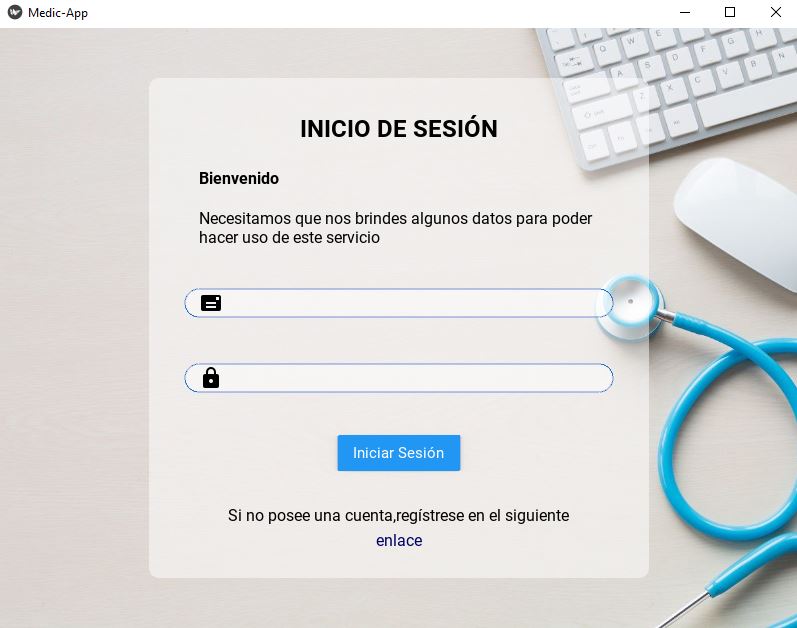 Medic-App
INICIO DE SESIÓN
Bienvenido
Necesitamos que nos brindes algunos datos para poder
hacer uso de este servicio
Iniciar Sesión
Si no posee una cuenta,regístrese en el siguiente
enlace